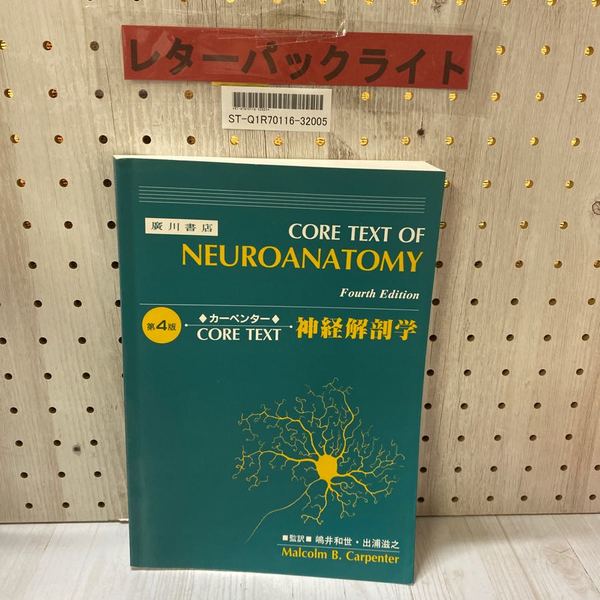 レターパックライト
ST-Q1R70116-32005
廣川書店
CORE TEXT OF
NEUROANATOMY
Fourth Edition
第4版
◆カーペンター◆
CORE TEXT
神経解剖学
■監訳■ 嶋井和世・出浦滋之
Malcolm B. Carpenter